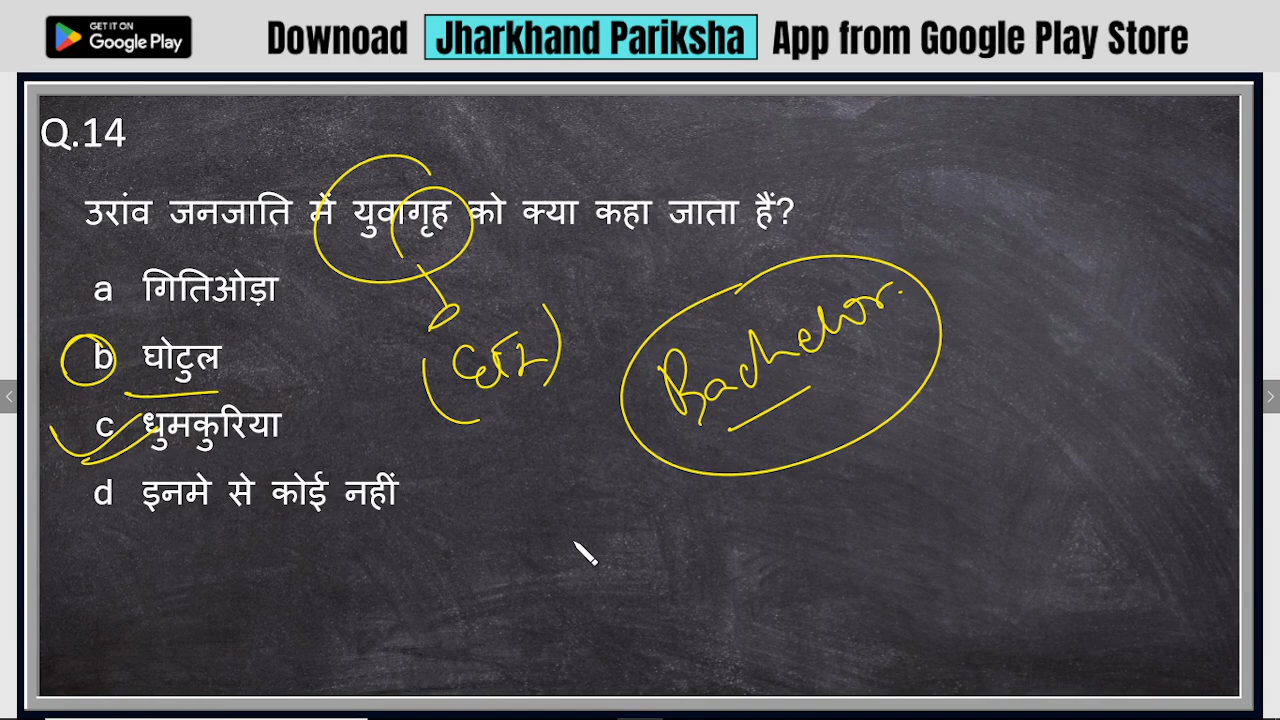 GET IT ON
Google Play
Downoad Jharkhand Pariksha App from Google Play Store
Q.14
उरांव जनजाति में युवागृह को क्या कहा जाता हैं?
a गितिओड़ा
b घोटुल
c धुमकुरिया
d इनमे से कोई नहीं
Bachelor.